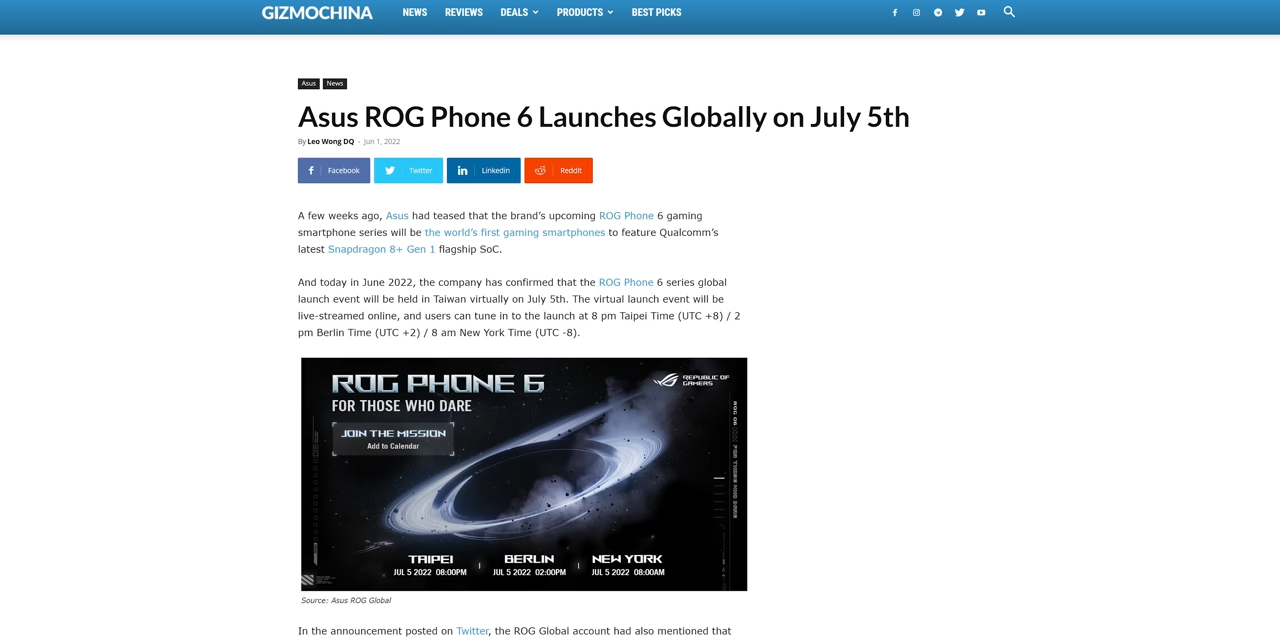 GIZMOCHINA NEWS REVIEWS DEALS PRODUCTS BEST PICKS
Asus News
Asus ROG Phone 6 Launches Globally on July 5th
By Leo Wong DQ - Jun 1, 2022
Facebook Twitter Linkedin ReddIt
A few weeks ago, Asus had teased that the brand’s upcoming ROG Phone 6 gaming
smartphone series will be the world’s first gaming smartphones to feature Qualcomm’s
latest Snapdragon 8+ Gen 1 flagship SoC.
And today in June 2022, the company has confirmed that the ROG Phone 6 series global
launch event will be held in Taiwan virtually on July 5th. The virtual launch event will be
live-streamed online, and users can tune in to the launch at 8 pm Taipei Time (UTC +8) / 2
pm Berlin Time (UTC +2) / 8 am New York Time (UTC -8).
ROG PHONE 6
REPUBLIC OF
GAMERS
FOR THOSE WHO DARE
JOIN THE MISSION
Add to Calendar
TAIPEI BERLIN NEW YORK
JUL 5 2022 08:00PM JUL 5 2022 02:00PM JUL 5 2022 08:00AM
Source: Asus ROG Global
In the announcement posted on Twitter, the ROG Global account had also mentioned that